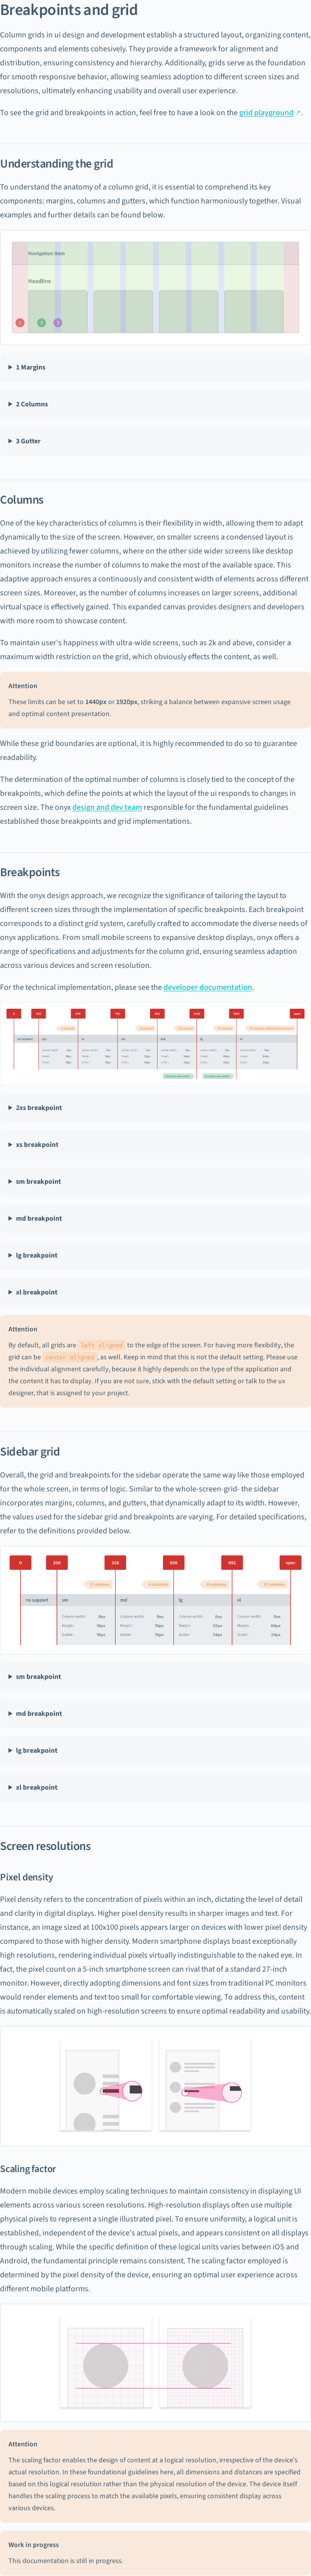 Breakpoints and grid
Column grids in ui design and development establish a structured layout, organizing content,
components and elements cohesively. They provide a framework for alignment and
distribution, ensuring consistency and hierarchy. Additionally, grids serve as the foundation
for smooth responsive behavior, allowing seamless adoption to different screen sizes and
resolutions, ultimately enhancing usability and overall user experience.
To see the grid and breakpoints in action, feel free to have a look on the grid playground ↗.
Understanding the grid
To understand the anatomy of a column grid, it is essential to comprehend its key
components: margins, columns and gutters, which function harmoniously together. Visual
examples and further details can be found below.
Navigation item
Headline
1 2 3
1 Margins
2 Columns
3 Gutter
Columns
One of the key characteristics of columns is their flexibility in width, allowing them to adapt
dynamically to the size of the screen. However, on smaller screens a condensed layout is
achieved by utilizing fewer columns, where on the other side wider screens like desktop
monitors increase the number of columns to make the most of the available space. This
adaptive approach ensures a continuously and consistent width of elements across different
screen sizes. Moreover, as the number of columns increases on larger screens, additional
virtual space is effectively gained. This expanded canvas provides designers and developers
with more room to showcase content.
To maintain user's happiness with ultra-wide screens, such as 2k and above, consider a
maximum width restriction on the grid, which obviously effects the content, as well.
Attention
These limits can be set to 1440px or 1920px, striking a balance between expansive screen usage
and optimal content presentation.
While these grid boundaries are optional, it is highly recommended to do so to guarantee
readability.
The determination of the optimal number of columns is closely tied to the concept of the
breakpoints, which define the points at which the layout of the ui responds to changes in
screen size. The onyx design and dev team responsible for the fundamental guidelines
established those breakpoints and grid implementations.
Breakpoints
With the onyx design approach, we recognize the significance of tailoring the layout to
different screen sizes through the implementation of specific breakpoints. Each breakpoint
corresponds to a distinct grid system, carefully crafted to accommodate the diverse needs of
onyx applications. From small mobile screens to expansive desktop displays, onyx offers a
range of specifications and adjustments for the column grid, ensuring seamless adaption
across various devices and screen resolution.
For the technical implementation, please see the developer documentation.
2xs breakpoint
xs breakpoint
sm breakpoint
md breakpoint
lg breakpoint
xl breakpoint
Attention
By default, all grids are left aligned to the edge of the screen. For having more flexibility, the
grid can be center aligned, as well. Keep in mind that this is not the default setting. Please use
the individual alignment carefully, because it highly depends on the type of the application and
the content it has to display. If you are not sure, stick with the default setting or talk to the ux
designer, that is assigned to your project.
Sidebar grid
Overall, the grid and breakpoints for the sidebar operate the same way like those employed
for the whole screen, in terms of logic. Similar to the whole-screen-grid- the sidebar
incorporates margins, columns, and gutters, that dynamically adapt to its width. However,
the values used for the sidebar grid and breakpoints are varying. For detailed specifications,
refer to the definitions provided below.
no support sm md lg xl
Column width flex Column width flex Column width flex Column width flex
Margin Margin Margin Margin
Gutter Gutter Gutter Gutter
sm breakpoint
md breakpoint
lg breakpoint
xl breakpoint
Screen resolutions
Pixel density
Pixel density refers to the concentration of pixels within an inch, dictating the level of detail
and clarity in digital displays. Higher pixel density results in sharper images and text. For
instance, an image sized at 100x100 pixels appears larger on devices with lower pixel density
compared to those with higher density. Modern smartphone displays boast exceptionally
high resolutions, rendering individual pixels virtually indistinguishable to the naked eye. In
fact, the pixel count on a 5-inch smartphone screen can rival that of a standard 27-inch
monitor. However, directly adopting dimensions and font sizes from traditional PC monitors
would render elements and text too small for comfortable viewing. To address this, content
is automatically scaled on high-resolution screens to ensure optimal readability and usability.
Scaling factor
Modern mobile devices employ scaling techniques to maintain consistency in displaying UI
elements across various screen resolutions. High-resolution displays often use multiple
physical pixels to represent a single illustrated pixel. To ensure uniformity, a logical unit is
established, independent of the device's actual pixels, and appears consistent on all displays
through scaling. While the specific definition of these logical units varies between iOS and
Android, the fundamental principle remains consistent. The scaling factor employed is
determined by the pixel density of the device, ensuring an optimal user experience across
different mobile platforms.
Attention
The scaling factor enables the design of content at a logical resolution, irrespective of the device's
actual resolution. In these foundational guidelines here, all dimensions and distances are specified
based on this logical resolution rather than the physical resolution of the device. The device itself
handles the scaling process to match the available pixels, ensuring consistent display across
various devices.
Work in progress
This documentation is still in progress.